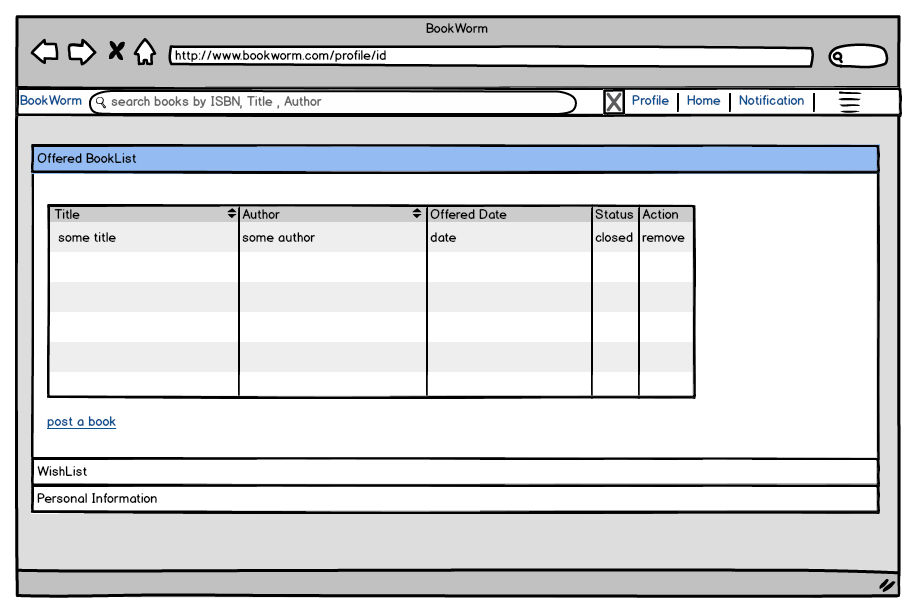 BookWorm
http://www.bookworm.com/profile/id
BookWorm search books by ISBN, Title , Author Profile Home Notification
Offered BookList
Title Author Offered Date Status Action
some title some author date closed remove
post a book
WishList
Personal Information